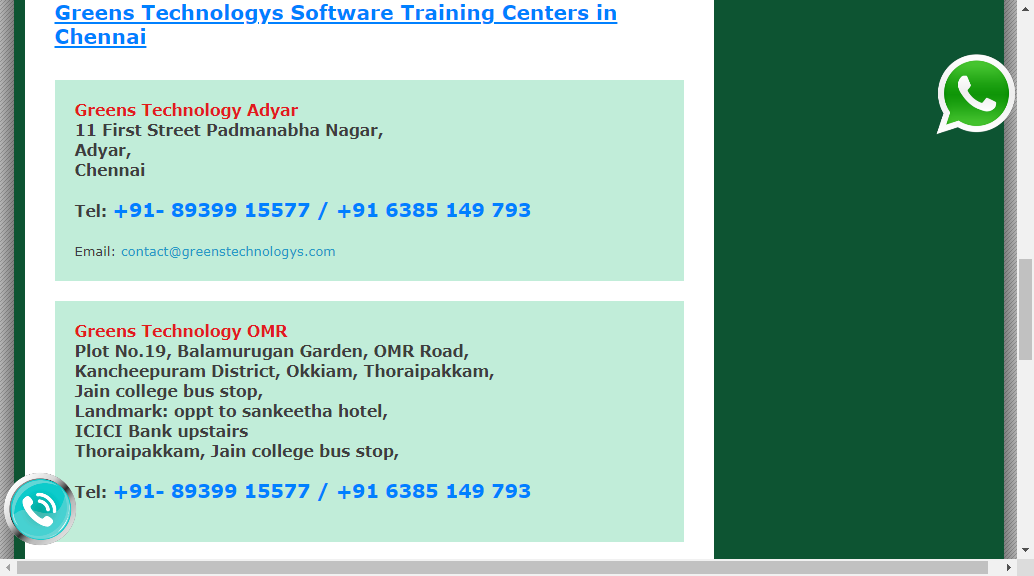 Greens Technologys Software Training Centers in
Chennai
Greens Technology Adyar
11 First Street Padmanabha Nagar,
Adyar,
Chennai
Tel: +91- 89399 15577 / +91 6385 149 793
Email: contact@greenstechnologys.com
Greens Technology OMR
Plot No.19, Balamurugan Garden, OMR Road,
Kancheepuram District, Okkiam, Thoraipakkam,
Jain college bus stop,
Landmark: oppt to sankeetha hotel,
ICICI Bank upstairs
Thoraipakkam, Jain college bus stop,
Tel: +91- 89399 15577 / +91 6385 149 793